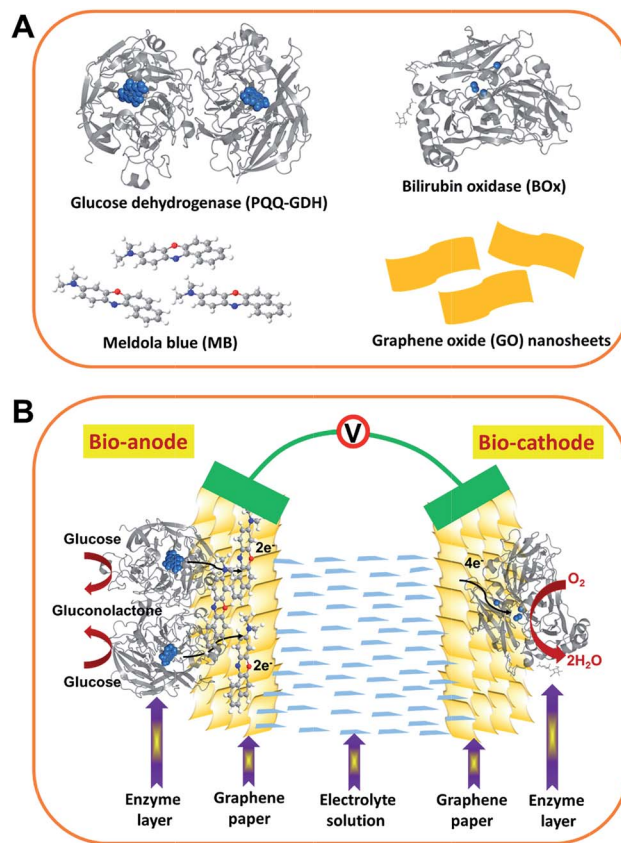 A
Glucose dehydrogenase (PQQ-GDH)
Bilirubin oxidase (BOx)
Meldola blue (MB)
Graphene oxide (GO) nanosheets
B
V
Bio-anode
Bio-cathode
Glucose
2e-
4e-
O2
Gluconolactone
2e-
2H2O
Glucose
Enzyme
layer
Graphene
paper
Electrolyte
solution
Graphene
paper
Enzyme
layer